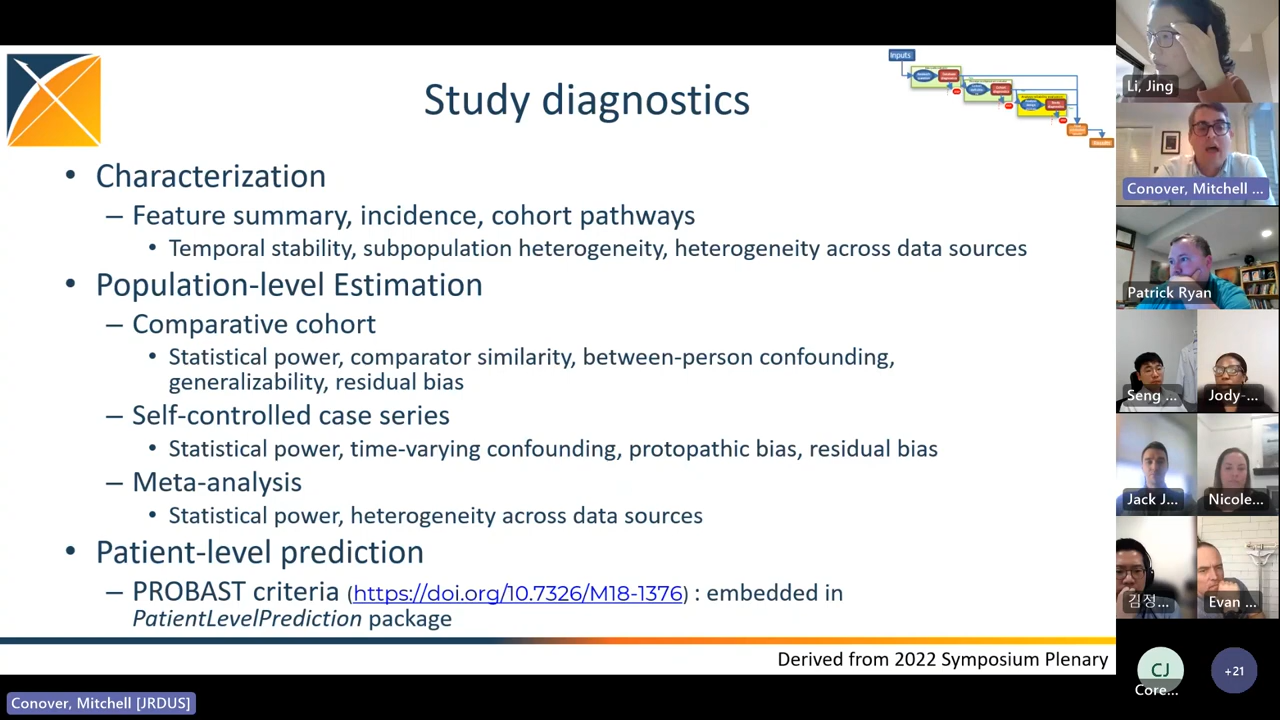 Study diagnostics
Inputs
• Characterization
– Feature summary, incidence, cohort pathways
• Temporal stability, subpopulation heterogeneity, heterogeneity across data sources
• Population-level Estimation
– Comparative cohort
• Statistical power, comparator similarity, between-person confounding,
generalizability, residual bias
– Self-controlled case series
• Statistical power, time-varying confounding, protopathic bias, residual bias
– Meta-analysis
• Statistical power, heterogeneity across data sources
• Patient-level prediction
– PROBAST criteria (https://doi.org/10.7326/M18-1376) : embedded in
PatientLevelPrediction package
Derived from 2022 Symposium Plenary
Conover, Mitchell [JRDUS]
Li, Jing
Conover, Mitchell ...
Patrick Ryan
Seng ...
Jody-...
Jack J...
Nicole...
김정...
Evan ...
CJ
Core...
+21